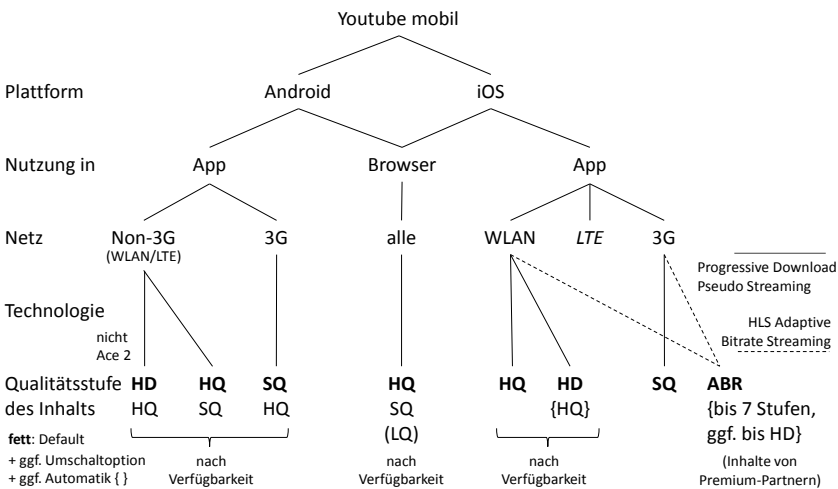 Youtube mobil
Plattform Android iOS
Nutzung in App Browser App
Netz Non-3G 3G alle WLAN LTE 3G
(WLAN/LTE)
Progressive Download
Pseudo Streaming
Technologie
HLS Adaptive
Bitrate Streaming
nicht
Ace 2
Qualitätsstufe HD HQ SQ HQ HQ HD SQ ABR
des Inhalts HQ SQ HQ SQ {HQ} {bis 7 Stufen,
(LQ) ggf. bis HD}
fett: Default
+ ggf. Umschaltoption nach nach nach (Inhalte von
+ ggf. Automatik { } Verfügbarkeit Verfügbarkeit Verfügbarkeit Premium-Partnern)